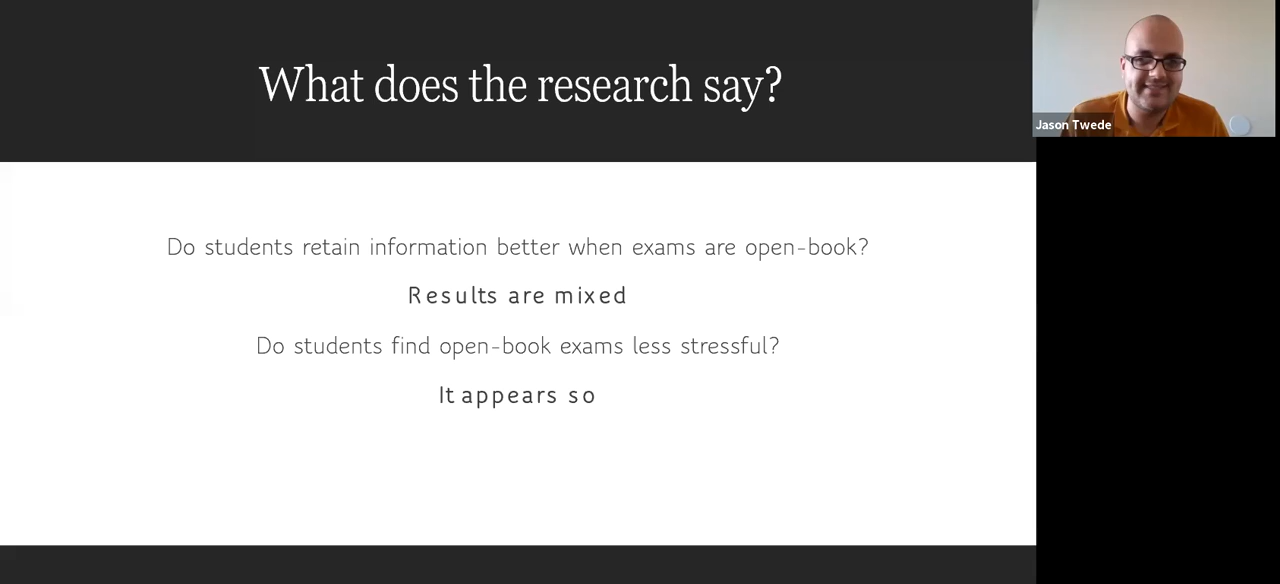 What does the research say?
Jason Twede
Do students retain information better when exams are open-book?
Results are mixed
Do students find open-book exams less stressful?
It appears so